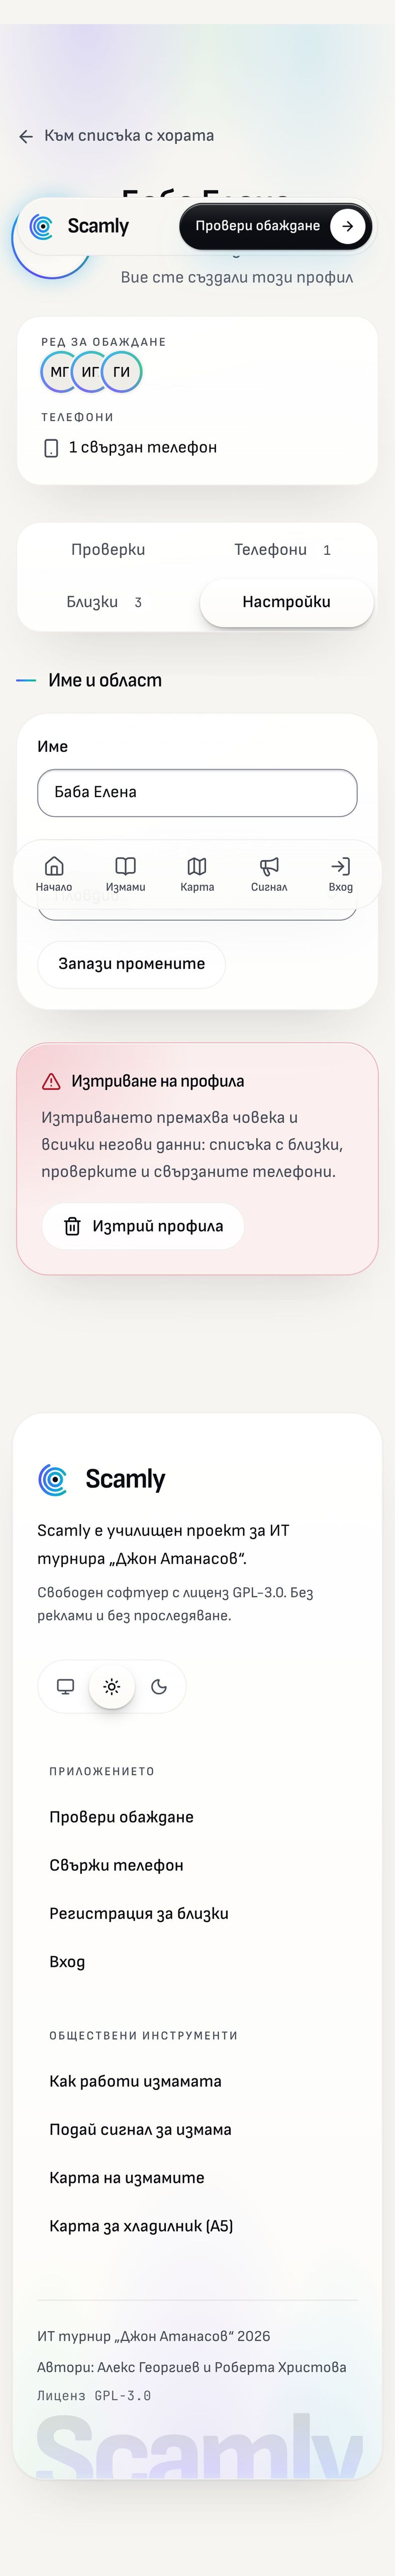 Към списъка с хората
Scamly
Провери обаждане
Вие сте създали този профил
РЕД ЗА ОБАЖДАНЕ
МГ ИГ ГИ
ТЕЛЕФОНИ
1 свързан телефон
Проверки
Телефони 1
Близки 3
Настройки
Име и област
Име
Баба Елена
Начало
Измами
Карта
Сигнал
Вход
Запази промените
Изтриване на профила
Изтриването премахва човека и
всички негови данни: списъка с близки,
проверките и свързаните телефони.
Изтрий профила
Scamly
Scamly е училищен проект за ИТ
турнира „Джон Атанасов“.
Свободен софтуер с лиценз GPL-3.0. Без
реклами и без проследяване.
ПРИЛОЖЕНИЕТО
Провери обаждане
Свържи телефон
Регистрация за близки
Вход
ОБЩЕСТВЕНИ ИНСТРУМЕНТИ
Как работи измамата
Подай сигнал за измама
Карта на измамите
Карта за хладилник (А5)
ИТ турнир „Джон Атанасов“ 2026
Автори: Алекс Георгиев и Роберта Христова
Лиценз GPL-3.0
Scamly